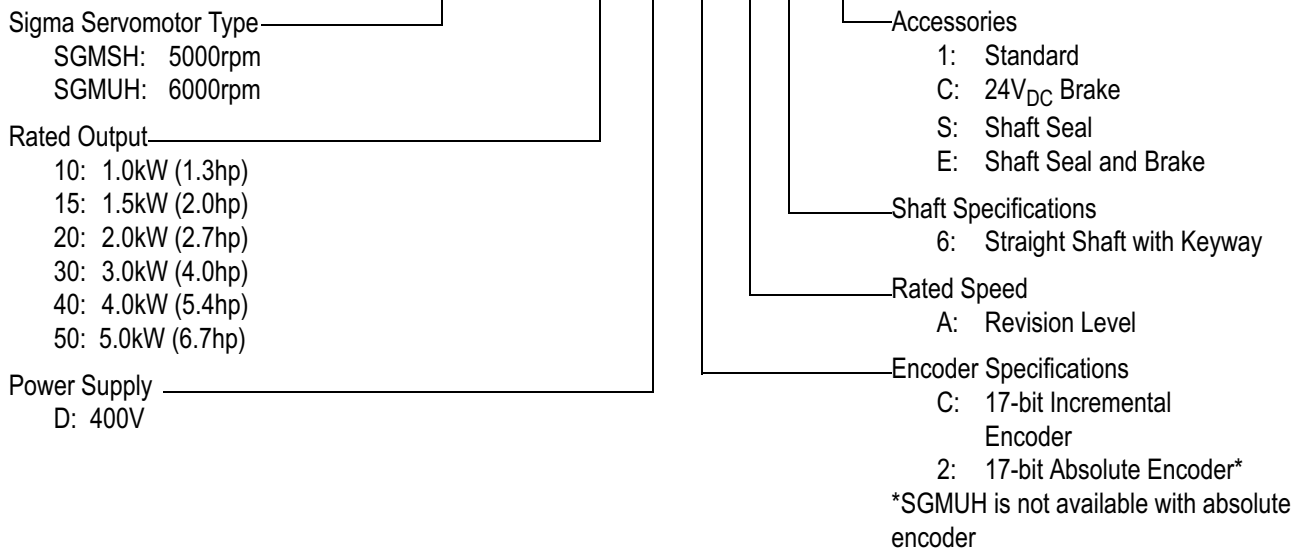 Sigma Servomotor Type
SGMSH: 5000rpm
SGMUH: 6000rpm
Rated Output
10: 1.0kW (1.3hp)
15: 1.5kW (2.0hp)
20: 2.0kW (2.7hp)
30: 3.0kW (4.0hp)
40: 4.0kW (5.4hp)
50: 5.0kW (6.7hp)
Power Supply
D: 400V
Accessories
1: Standard
C: 24VDC Brake
S: Shaft Seal
E: Shaft Seal and Brake
Shaft Specifications
6: Straight Shaft with Keyway
Rated Speed
A: Revision Level
Encoder Specifications
C: 17-bit Incremental
Encoder
2: 17-bit Absolute Encoder*
*SGMUH is not available with absolute
encoder